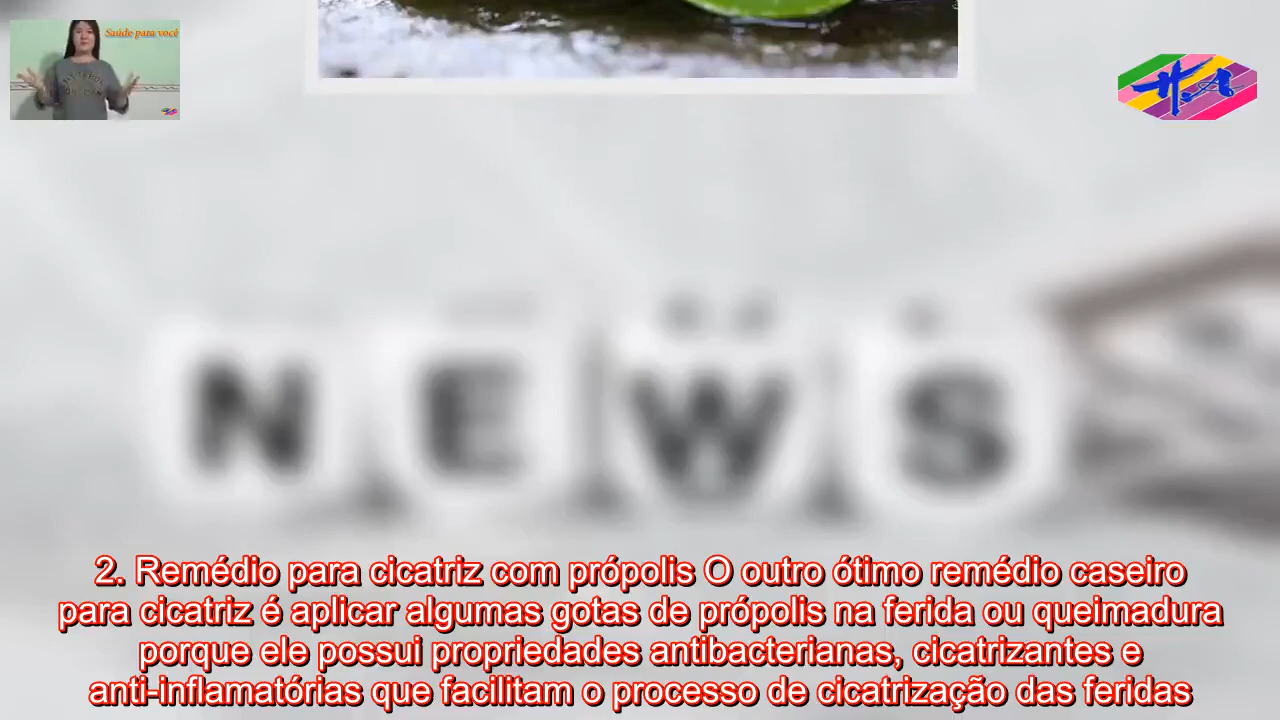 Saúde para você
H.A
NEWS
2. Remédio para cicatriz com própolis O outro ótimo remédio caseiro
para cicatriz é aplicar algumas gotas de própolis na ferida ou queimadura
porque ele possui propriedades antibacterianas, cicatrizantes e
anti-inflamatórias que facilitam o processo de cicatrização das feridas